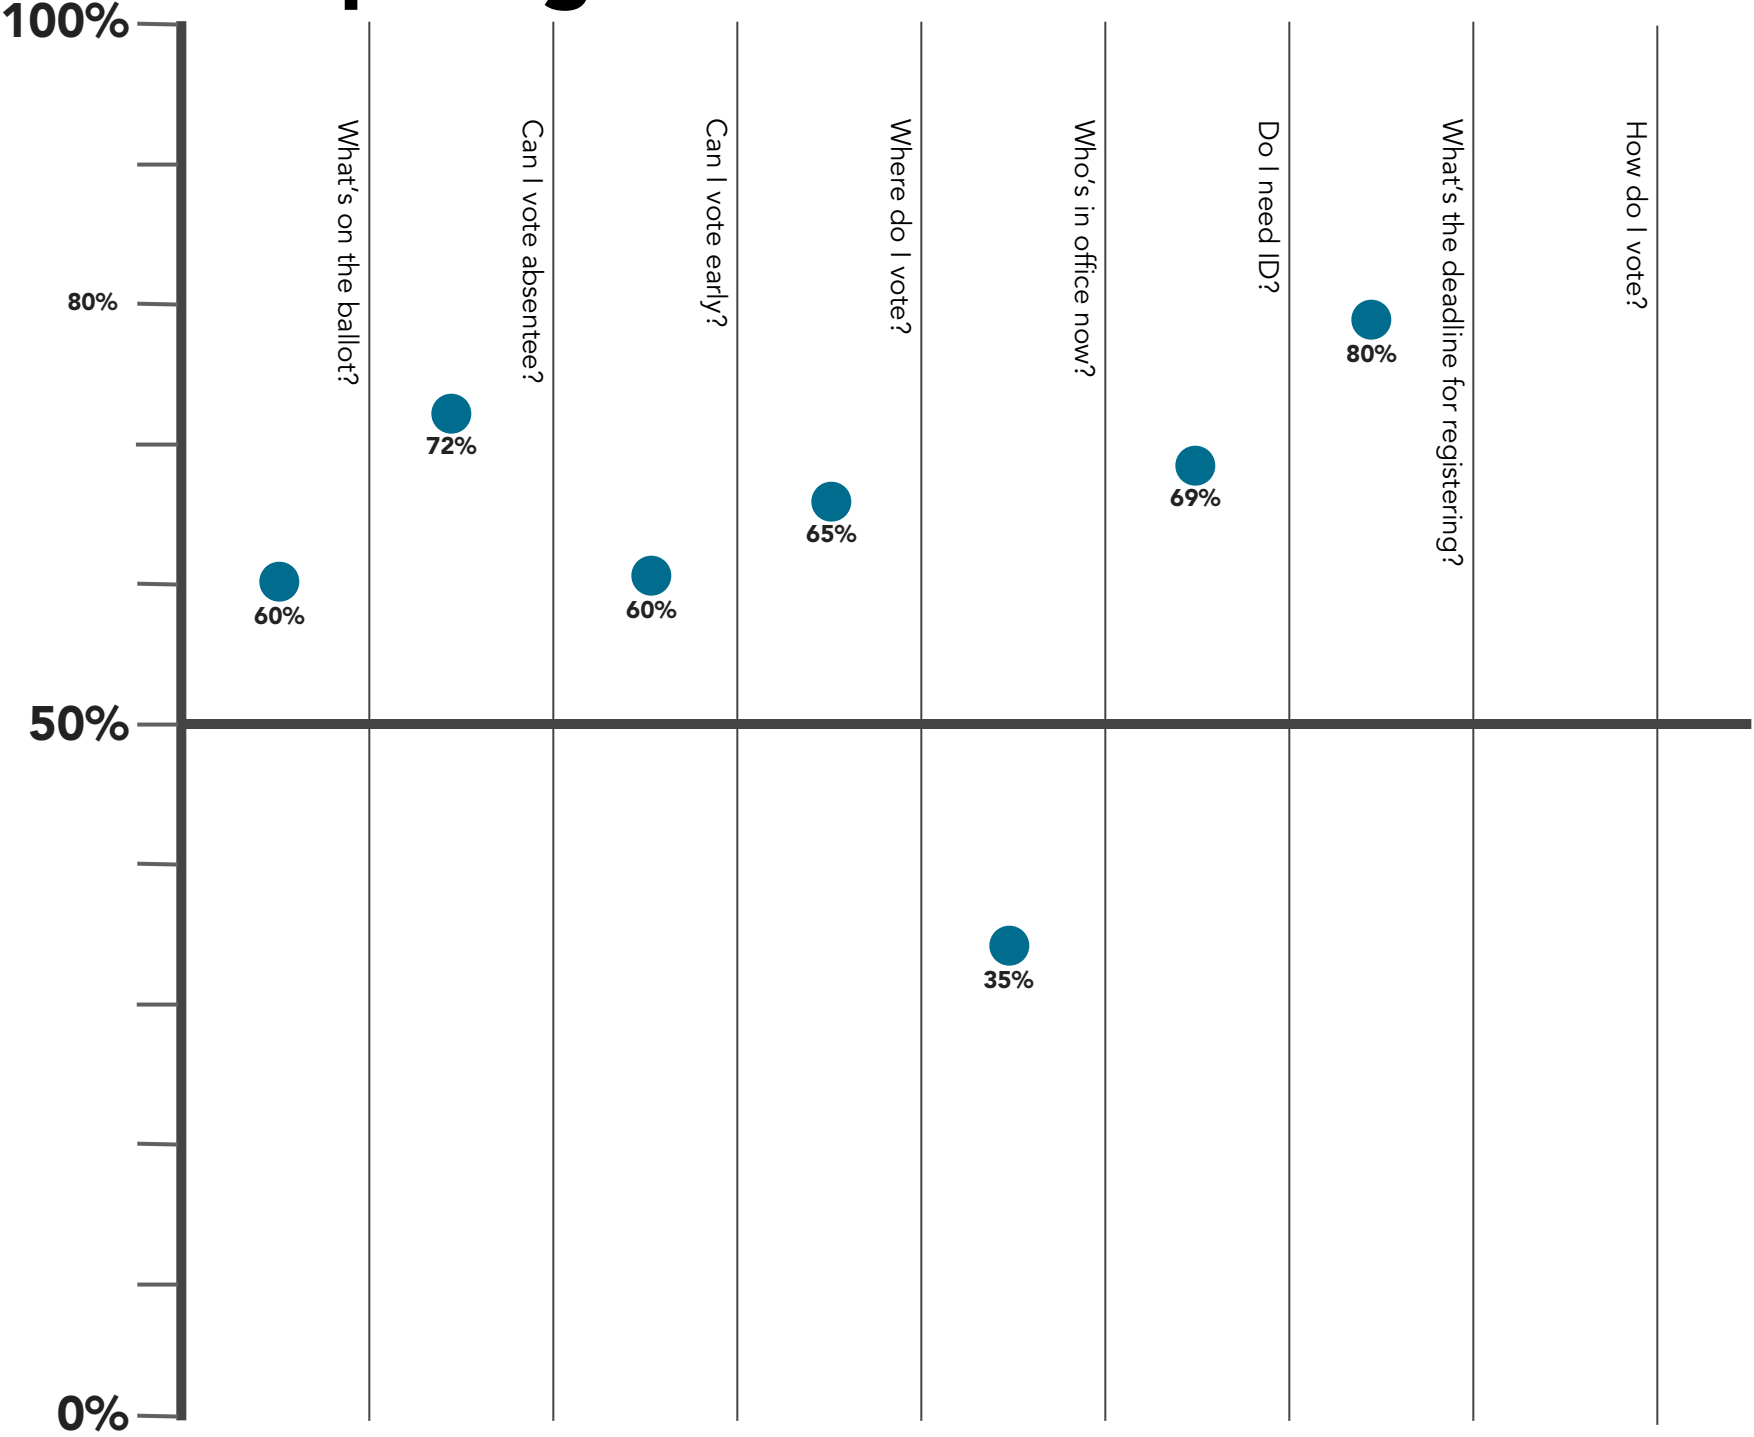 100%
80%
50%
0%
What's on the ballot?
Can I vote absentee?
Can I vote early?
Where do I vote?
Who's in office now?
Do I need ID?
What's the deadline for registering?
How do I vote?
60%
72%
60%
65%
35%
69%
80%